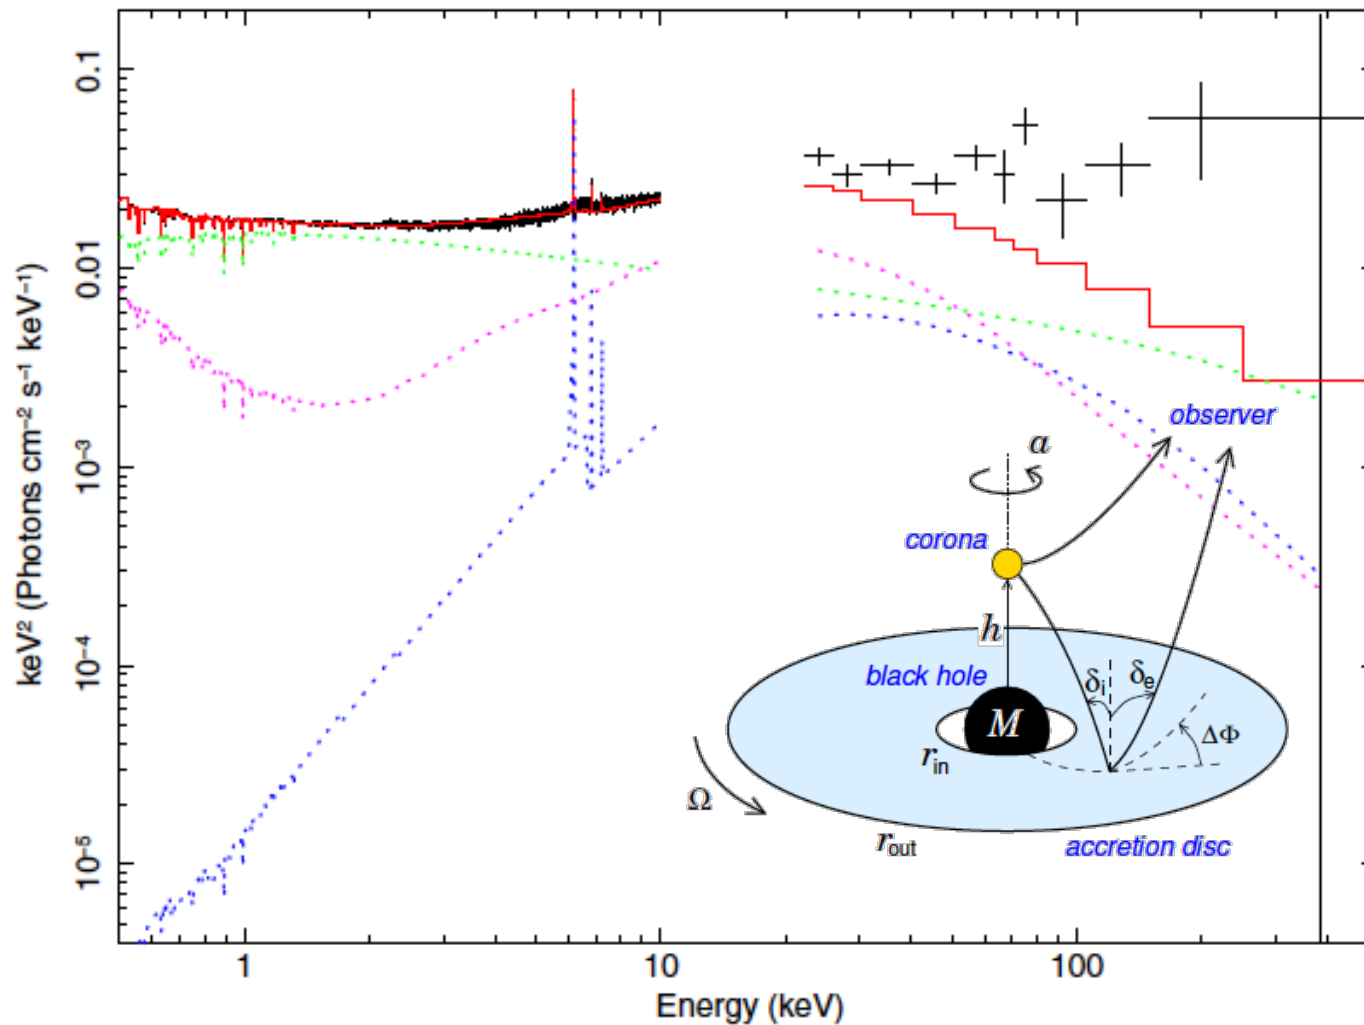 keV² (Photons cm⁻² s⁻¹ keV⁻¹)
0.1
0.01
10⁻³
10⁻⁴
10⁻⁵
observer
a
corona
h
black hole
δi
δe
M
ΔΦ
rin
Ω
rout
accretion disc
1
10
100
Energy (keV)